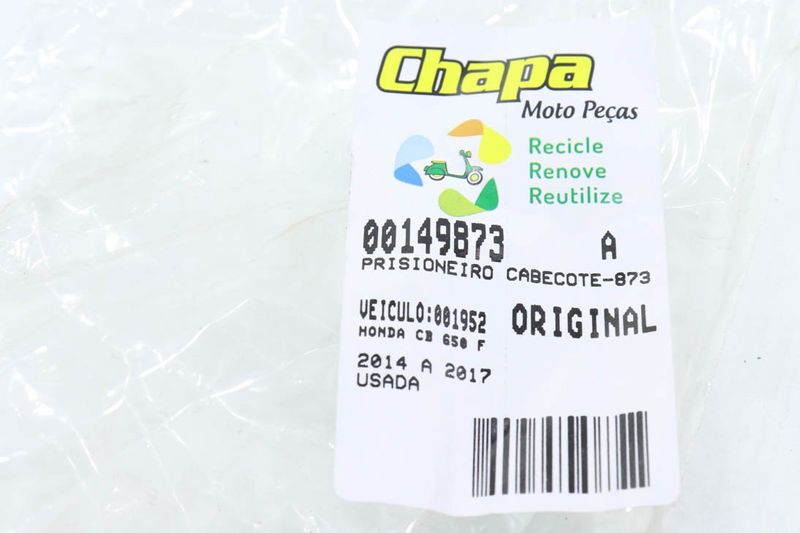 Chapa
Moto Peças
Recicle
Renove
Reutilize
00149873 A
PRISIONEIRO CABECOTE-873
VEICULO:001952 ORIGINAL
HONDA CB 650 F
2014 A 2017
USADA